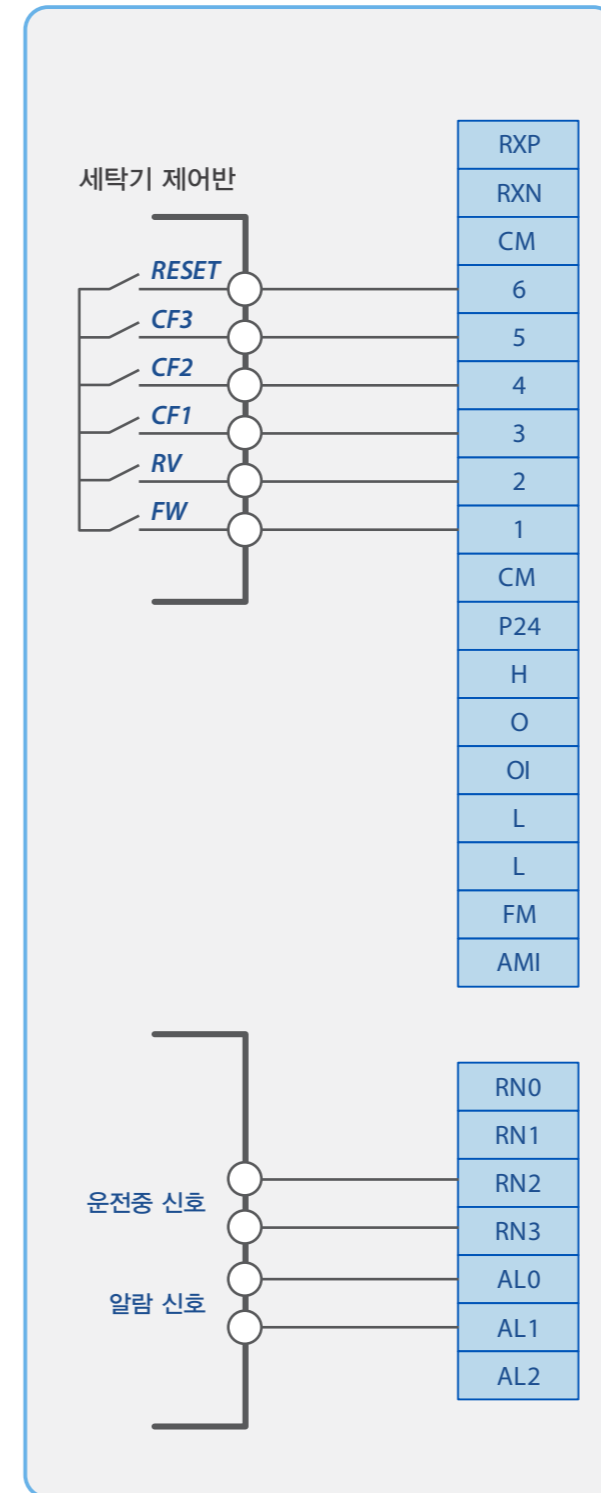 세탁기 제어반
RESET
CF3
CF2
CF1
RV
FW
RXP
RXN
CM
6
5
4
3
2
1
CM
P24
H
O
OI
L
L
FM
AMI
운전중 신호
알람 신호
RN0
RN1
RN2
RN3
AL0
AL1
AL2